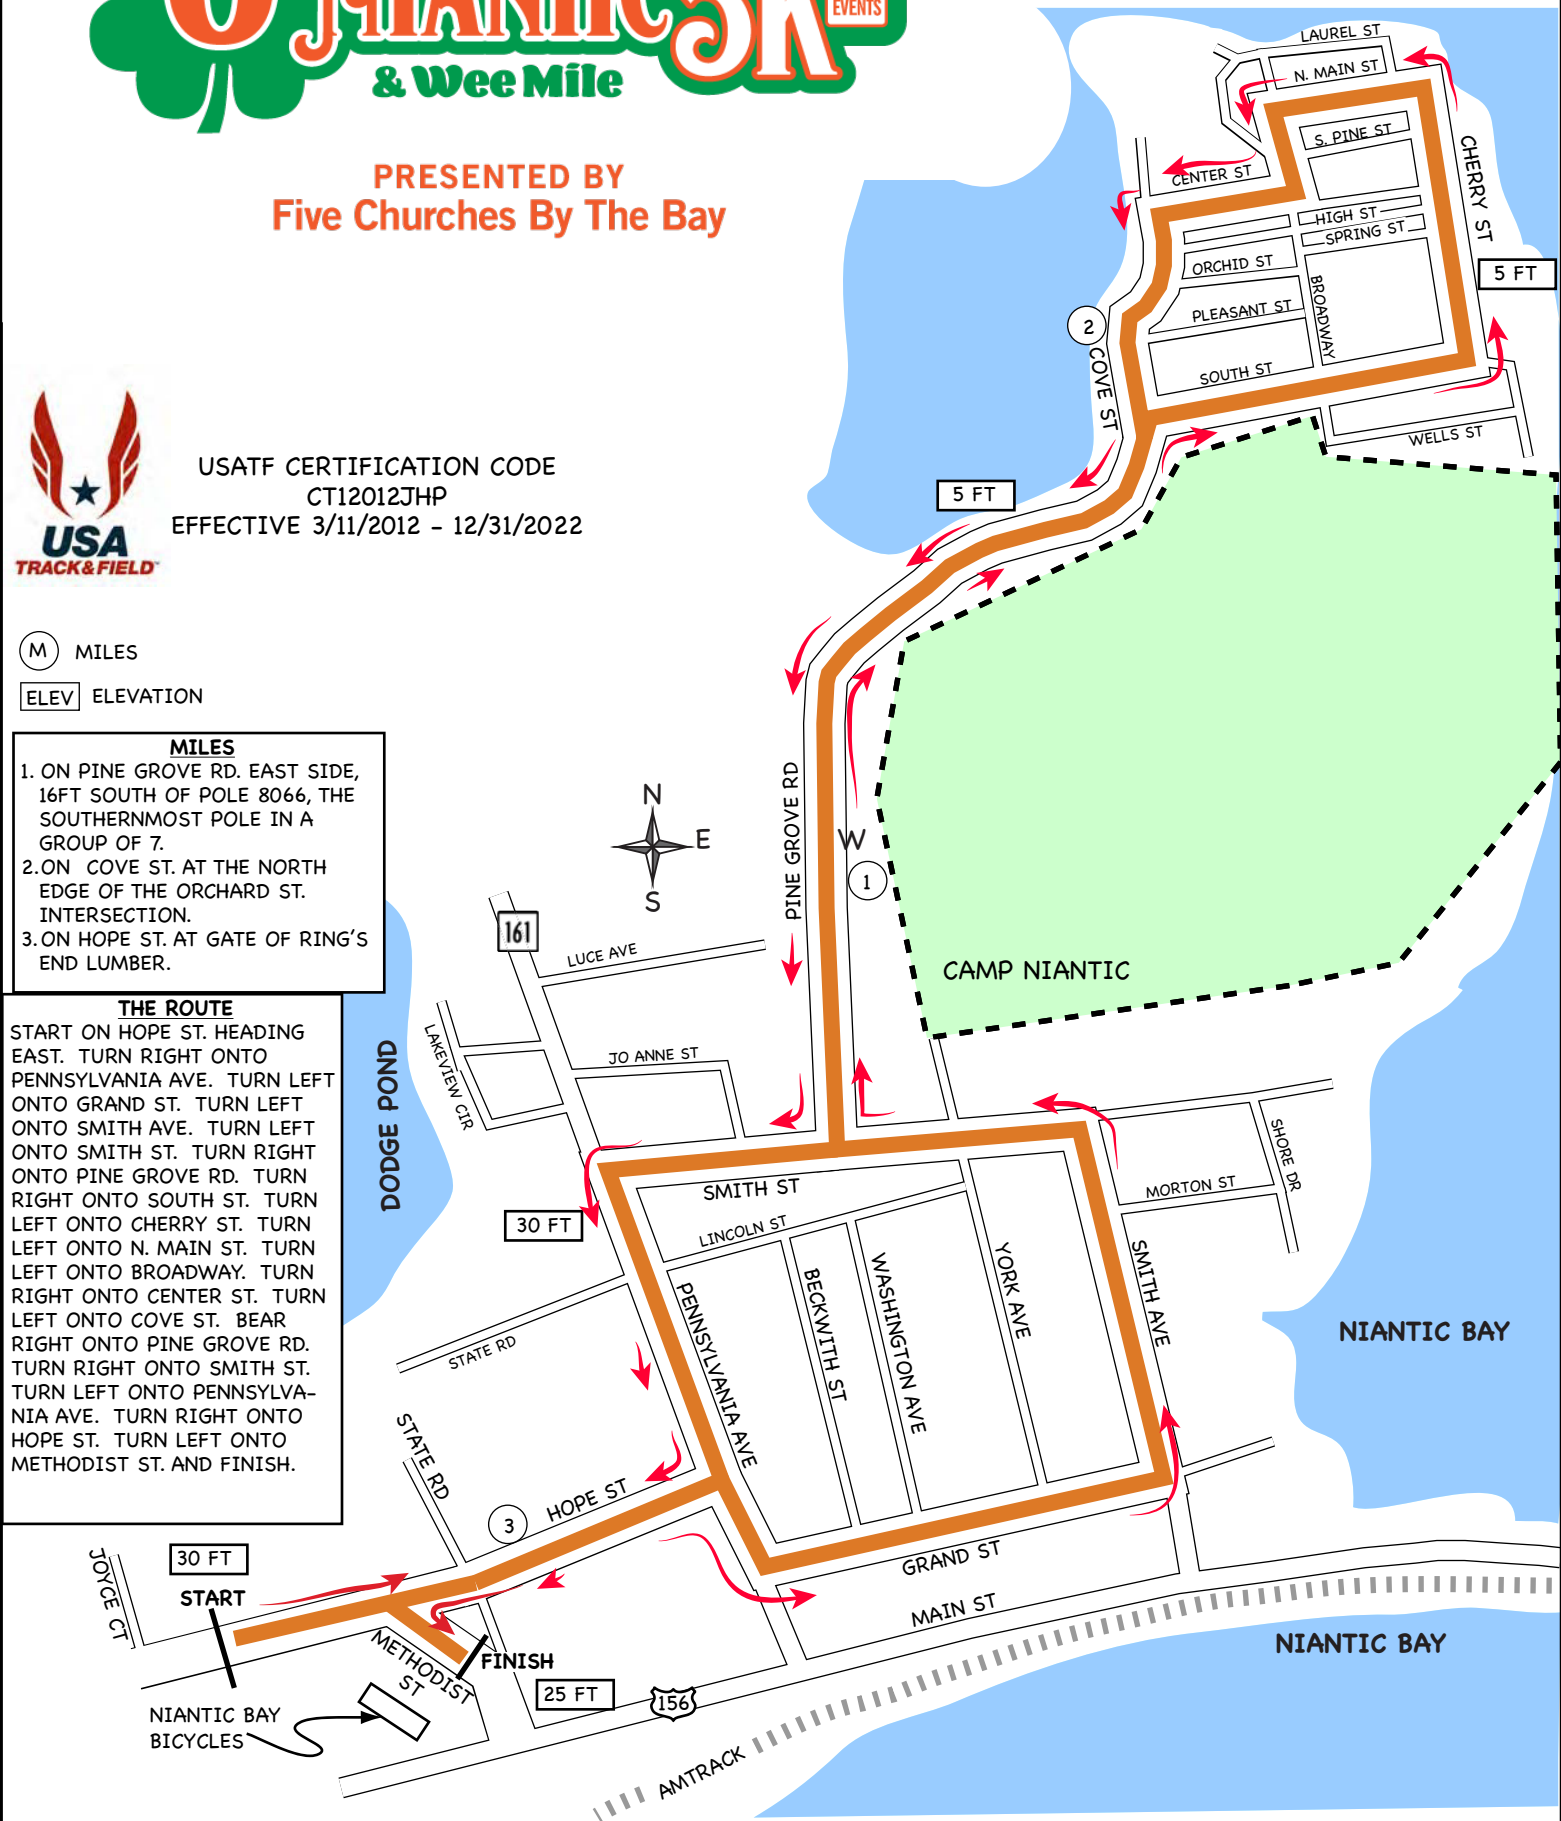 O'Niantic 5K
EVENTS
& Wee Mile
PRESENTED BY
Five Churches By The Bay
USA
TRACK&FIELD
USATF CERTIFICATION CODE
CT12012JHP
EFFECTIVE 3/11/2012 - 12/31/2022
M MILES
ELEV ELEVATION
MILES
1. ON PINE GROVE RD. EAST SIDE,
16FT SOUTH OF POLE 8066, THE
SOUTHERNMOST POLE IN A
GROUP OF 7.
2.ON COVE ST. AT THE NORTH
EDGE OF THE ORCHARD ST.
INTERSECTION.
3.ON HOPE ST. AT GATE OF RING'S
END LUMBER.
THE ROUTE
START ON HOPE ST. HEADING
EAST. TURN RIGHT ONTO
PENNSYLVANIA AVE. TURN LEFT
ONTO GRAND ST. TURN LEFT
ONTO SMITH AVE. TURN LEFT
ONTO SMITH ST. TURN RIGHT
ONTO PINE GROVE RD. TURN
RIGHT ONTO SOUTH ST. TURN
LEFT ONTO CHERRY ST. TURN
LEFT ONTO N. MAIN ST. TURN
LEFT ONTO BROADWAY. TURN
RIGHT ONTO CENTER ST. TURN
LEFT ONTO COVE ST. BEAR
RIGHT ONTO PINE GROVE RD.
TURN RIGHT ONTO SMITH ST.
TURN LEFT ONTO PENNSYLVA-
NIA AVE. TURN RIGHT ONTO
HOPE ST. TURN LEFT ONTO
METHODIST ST. AND FINISH.
LAUREL ST
N. MAIN ST
S. PINE ST
CHERRY ST
CENTER ST
HIGH ST
SPRING ST
ORCHID ST
5 FT
BROADWAY
PLEASANT ST
2
COVE ST
SOUTH ST
WELLS ST
5 FT
PINE GROVE RD
N
E
S
W
1
CAMP NIANTIC
161
LUCE AVE
LAKEVIEW CIR
JO ANNE ST
DODGE POND
SHORE DR
SMITH ST
MORTON ST
30 FT
LINCOLN ST
PENNSYLVANIA AVE
BECKWITH ST
WASHINGTON AVE
YORK AVE
SMITH AVE
NIANTIC BAY
STATE RD
STATE RD
HOPE ST
3
GRAND ST
MAIN ST
JOYCE CT
30 FT
START
METHODIST
ST
FINISH
25 FT
156
NIANTIC BAY
NIANTIC BAY
BICYCLES
AMTRACK